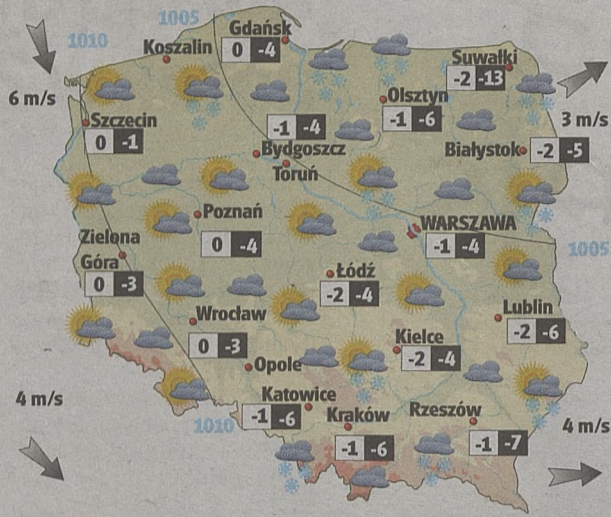 1005
Gdańsk
0 -4
1010
Koszalin
Suwałki
-2 -13
6 m/s
Olsztyn
-1 -6
3 m/s
Szczecin
0 -1
-1 -4
Bydgoszcz
Toruń
Białystok -2 -5
Poznań
0 -4
WARSZAWA
-1 -4
Zielona
Góra
0 -3
1005
Łódź
-2 -4
Wrocław
0 -3
Lublin
-2 -6
Kielce
-2 -4
Opole
4 m/s
Katowice
-1 -6
Kraków
-1 -6
Rzeszów
-1 -7
1010
4 m/s